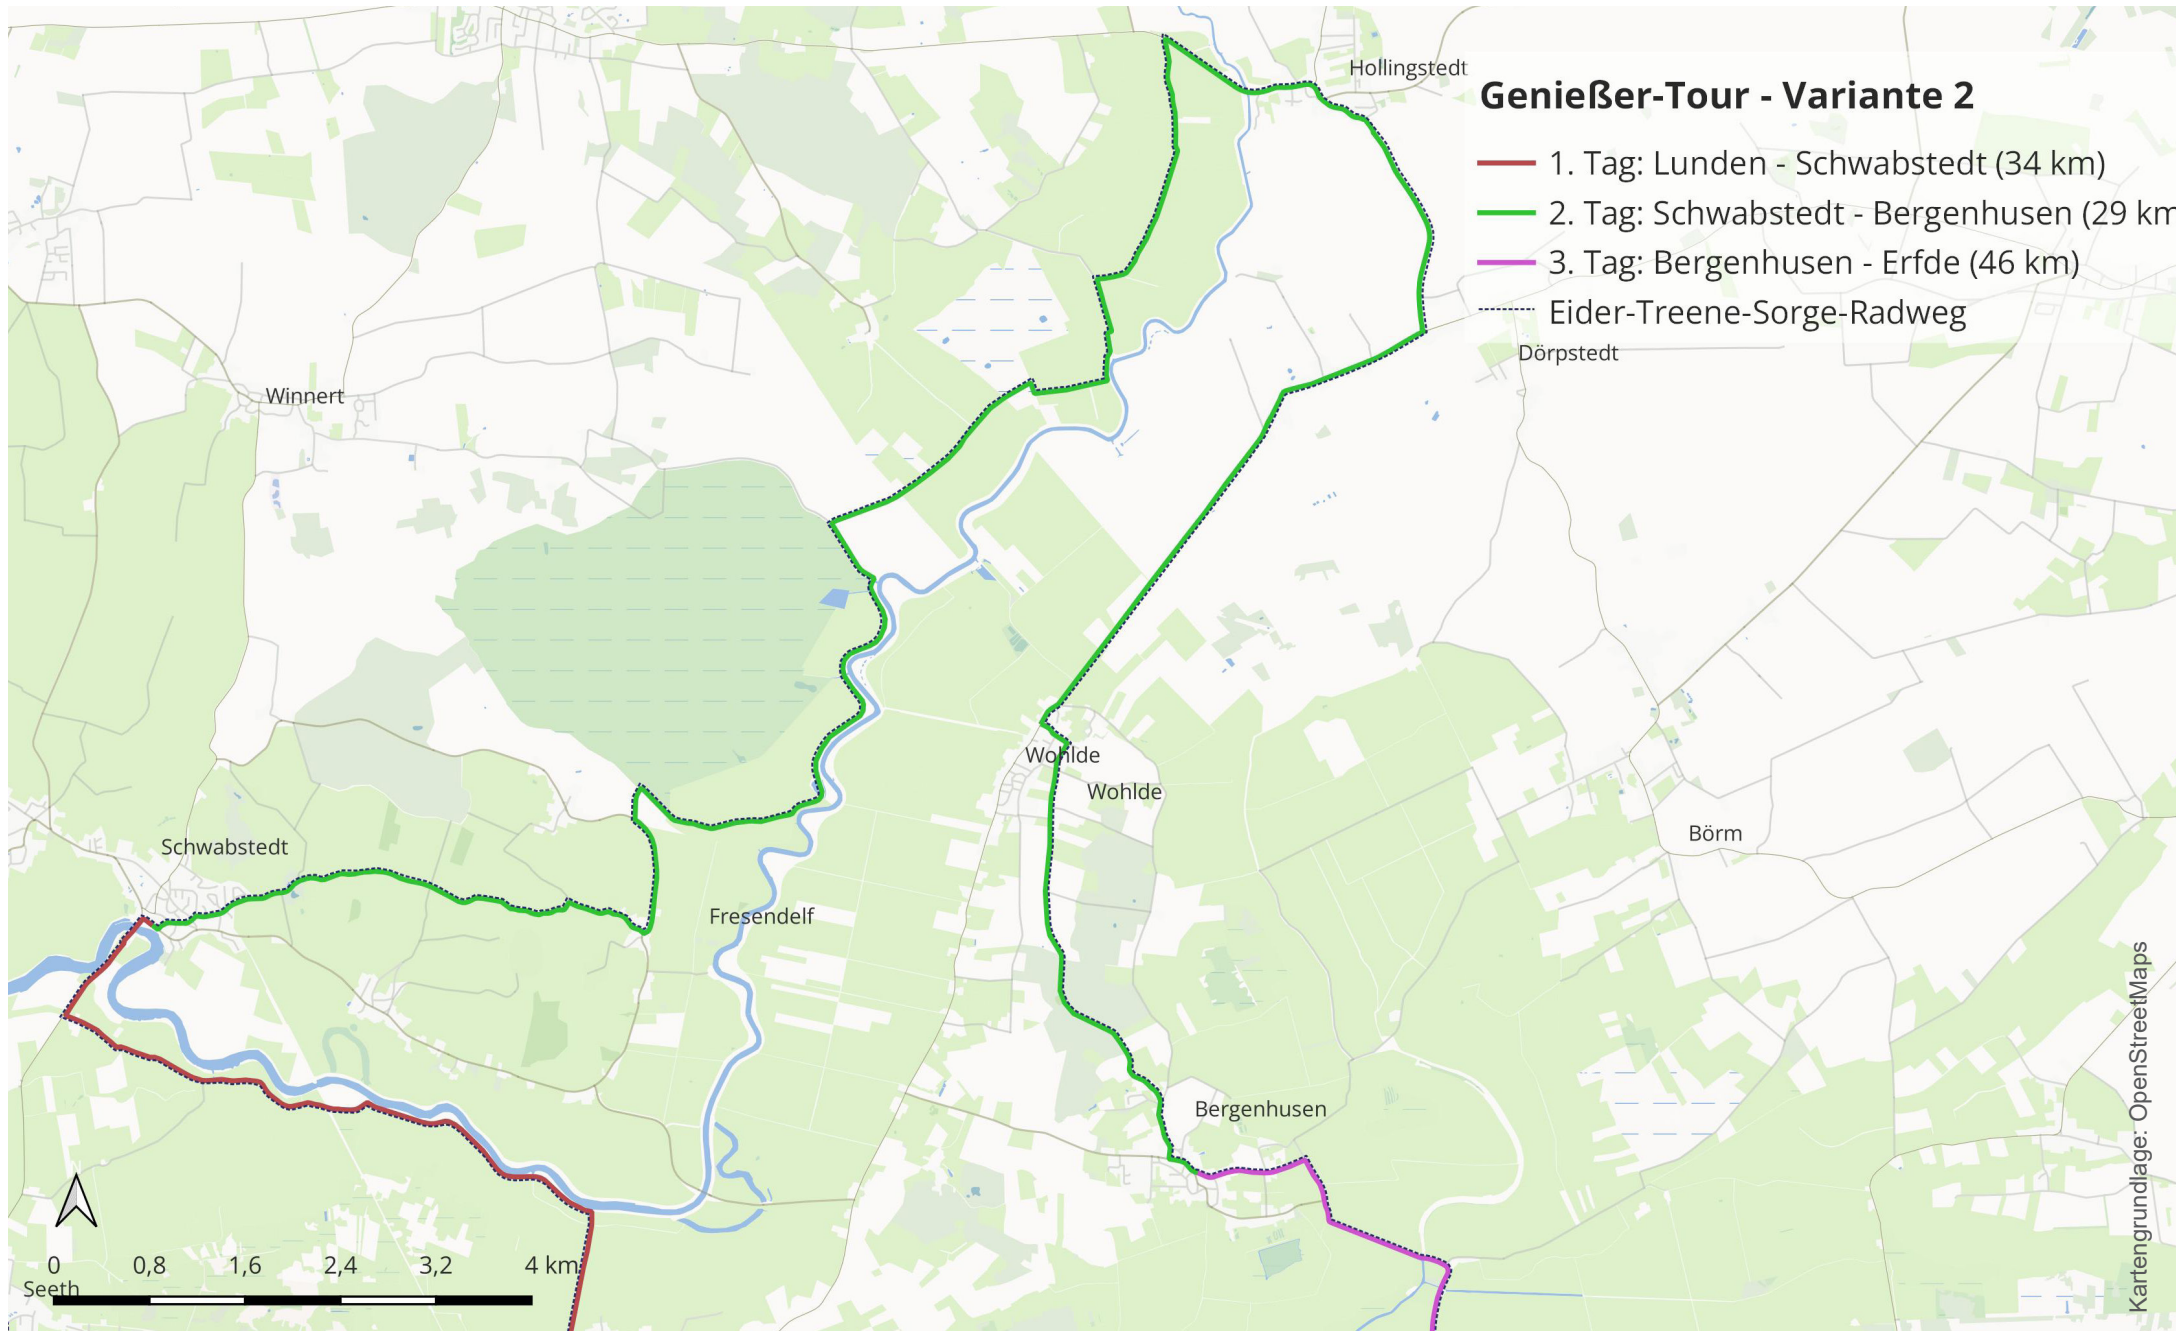 Hollingstedt
Genießer-Tour - Variante 2
1. Tag: Lunden - Schwabstedt (34 km)
2. Tag: Schwabstedt - Bergenhusen (29 km
3. Tag: Bergenhusen - Erfde (46 km)
Eider-Treene-Sorge-Radweg
Dörpstedt
Winnert
Wohlde
Wohlde
Börm
Schwabstedt
Fresendelf
Bergenhusen
0 0,8 1,6 2,4 3,2 4 km
Seeth
Kartengrundlage: OpenStreetMaps